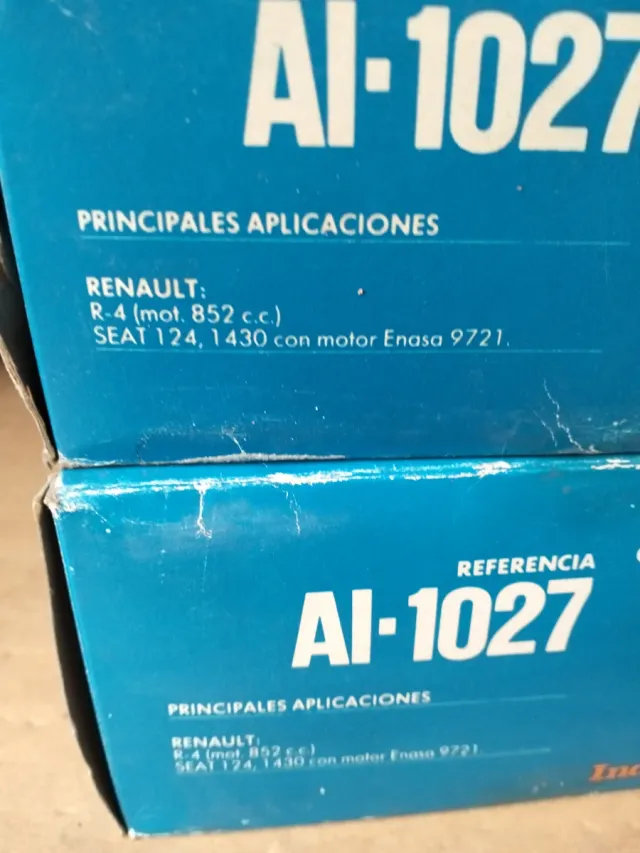 AI-1027
PRINCIPALES APLICACIONES
RENAULT:
R-4 (mot. 852 c.c.)
SEAT 124, 1430 con motor Enasa 9721.
REFERENCIA
AI-1027
PRINCIPALES APLICACIONES
RENAULT:
R-4 (mot. 852 c.c.)
SEAT 124, 1430 con motor Enasa 9721